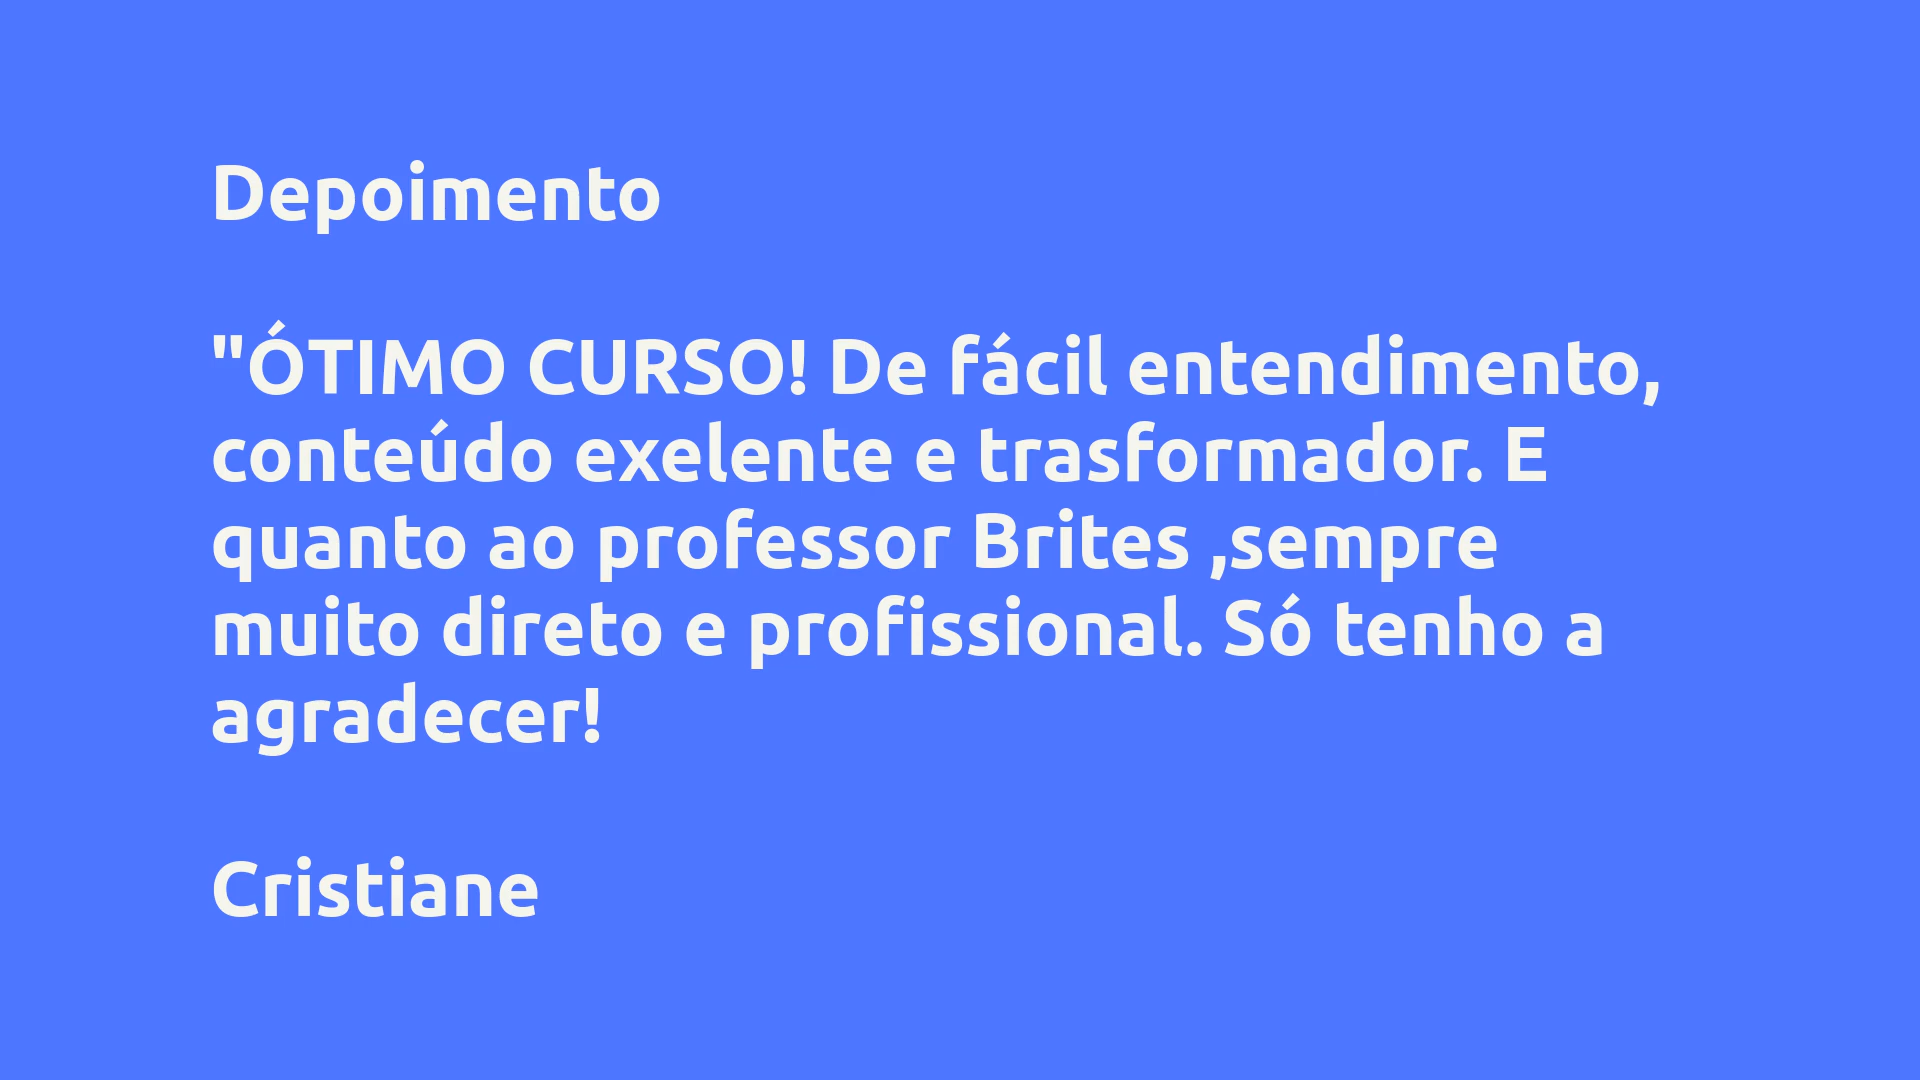 Depoimento
"ÓTIMO CURSO! De fácil entendimento,
conteúdo exelente e trasformador. E
quanto ao professor Brites ,sempre
muito direto e profissional. Só tenho a
agradecer!
Cristiane